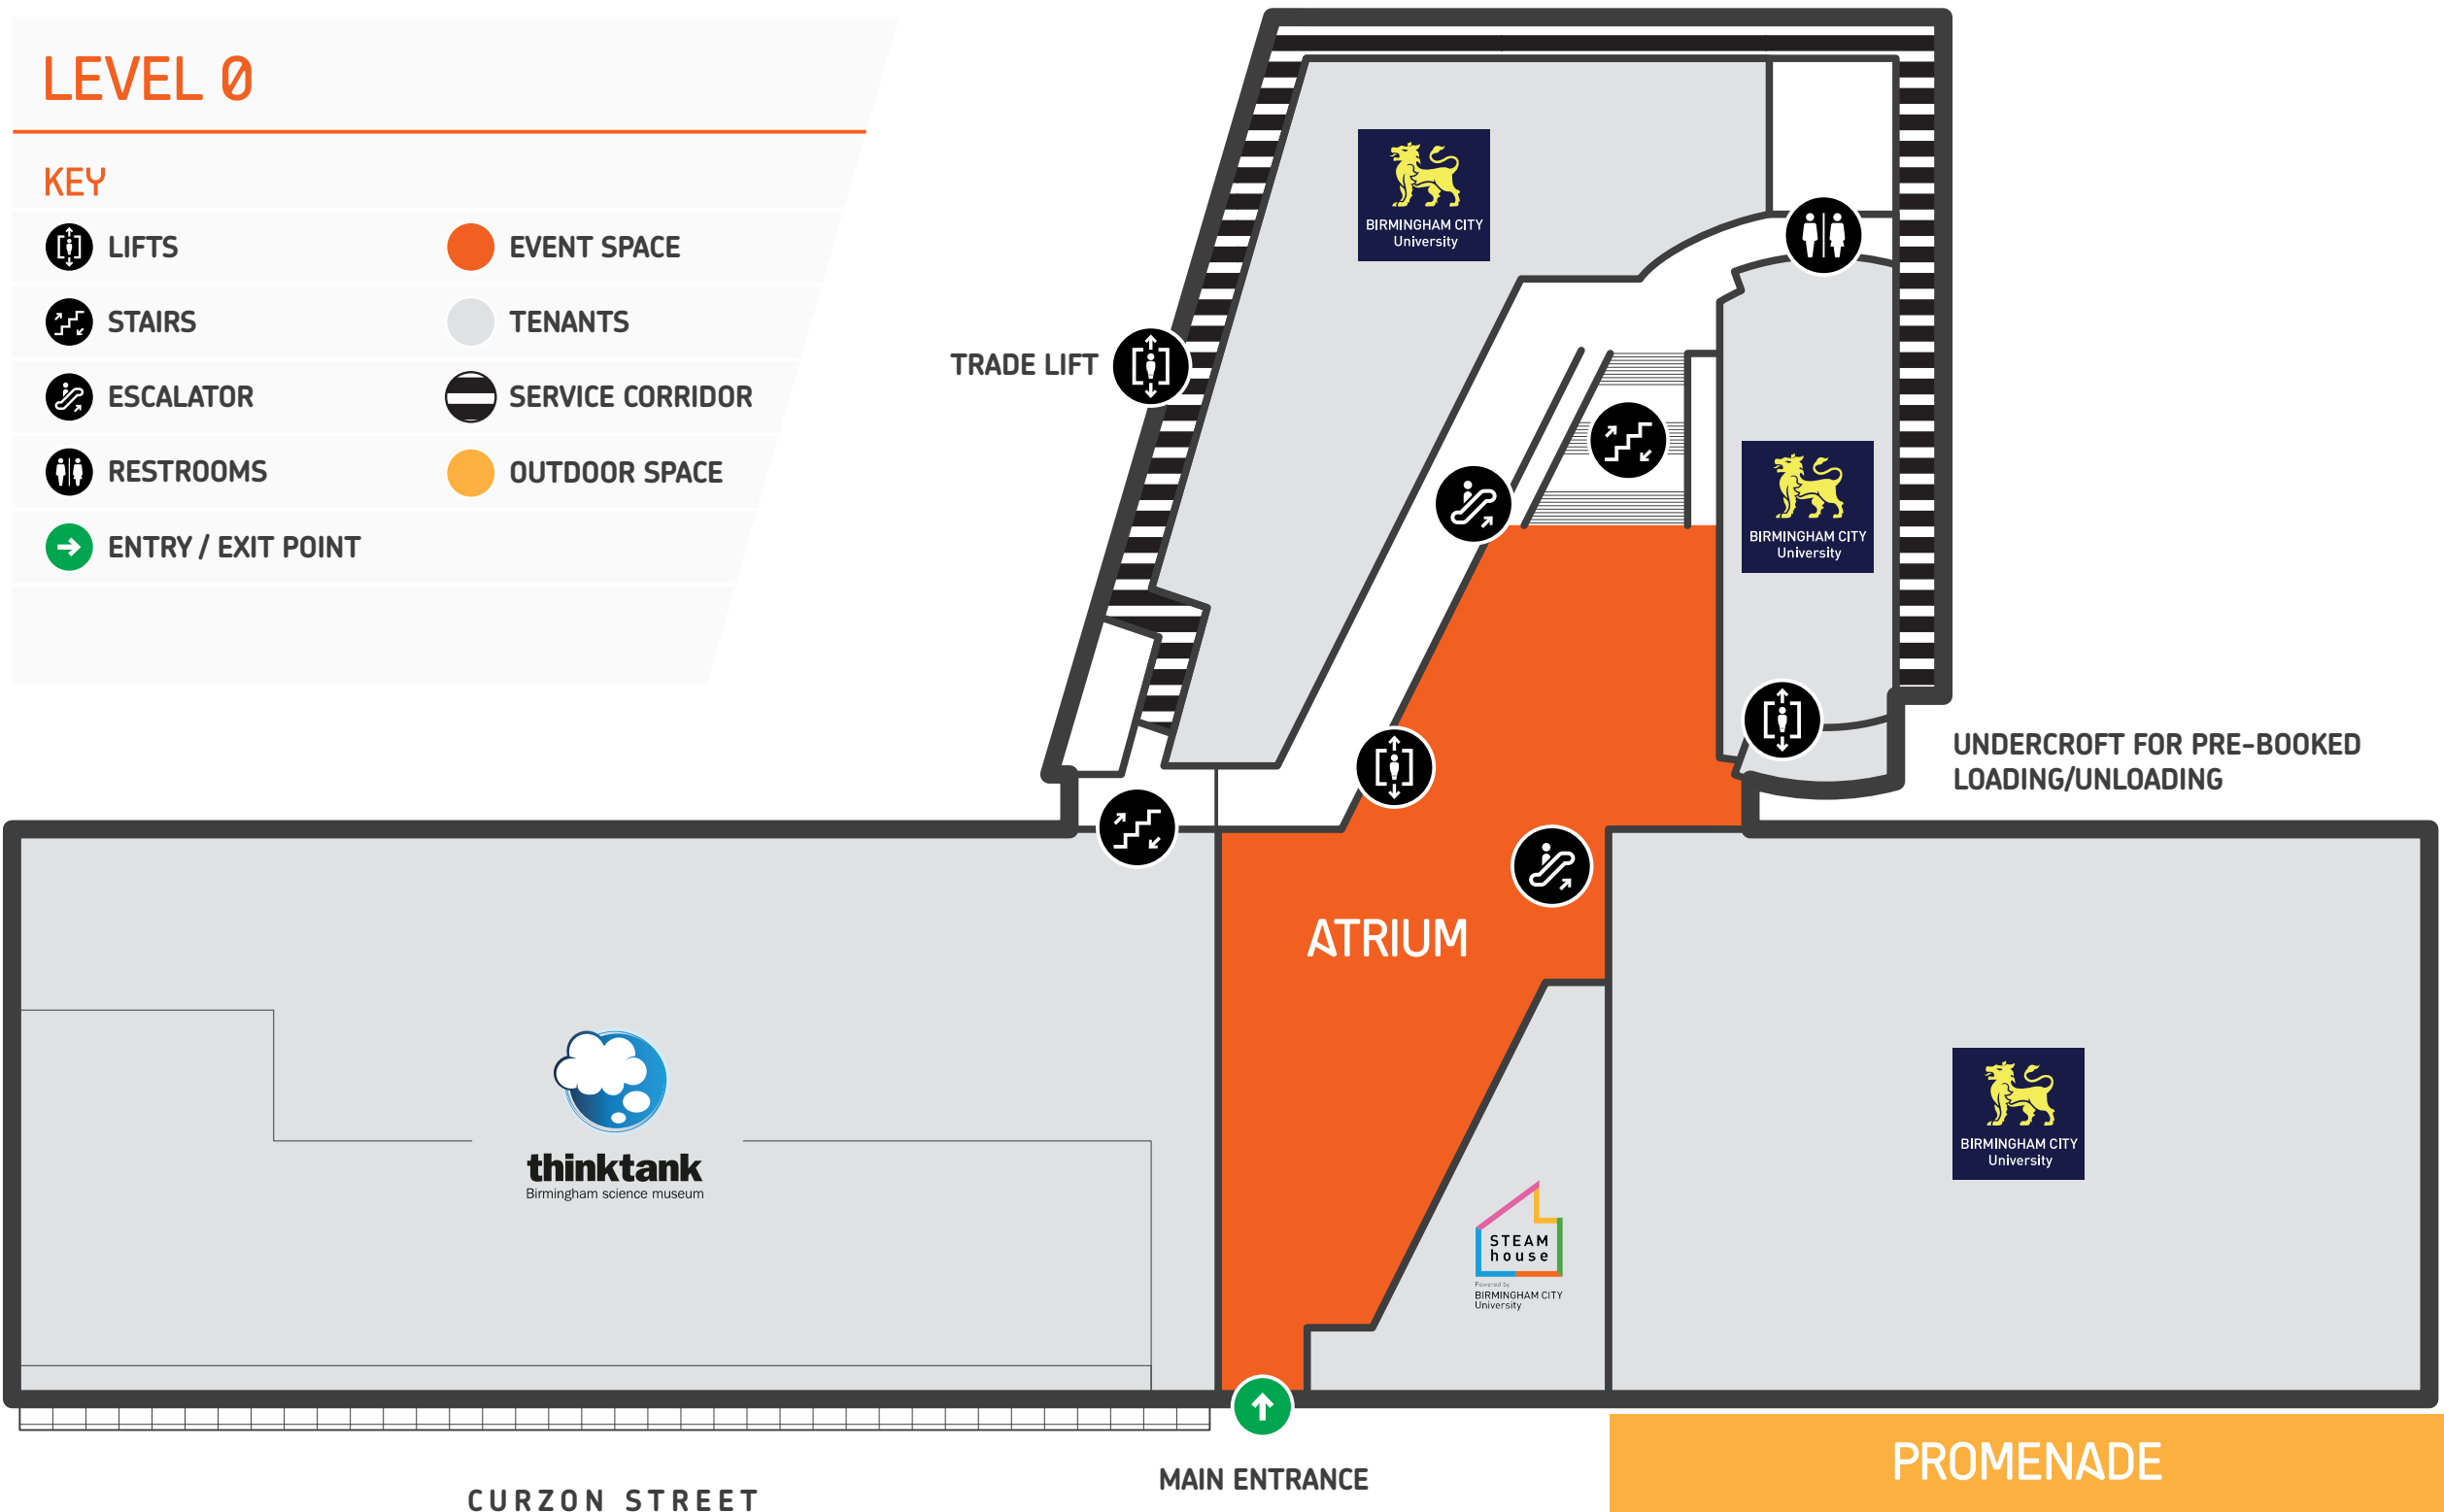 LEVEL 0
KEY
LIFTS
EVENT SPACE
STAIRS
TENANTS
ESCALATOR
SERVICE CORRIDOR
RESTROOMS
OUTDOOR SPACE
ENTRY / EXIT POINT
BIRMINGHAM CITY
University
TRADE LIFT
BIRMINGHAM CITY
University
UNDERCROFT FOR PRE-BOOKED
LOADING/UNLOADING
ATRIUM
thinktank
Birmingham science museum
BIRMINGHAM CITY
University
STEAM
house
Powered by
BIRMINGHAM CITY
University
PROMENADE
MAIN ENTRANCE
CURZON STREET